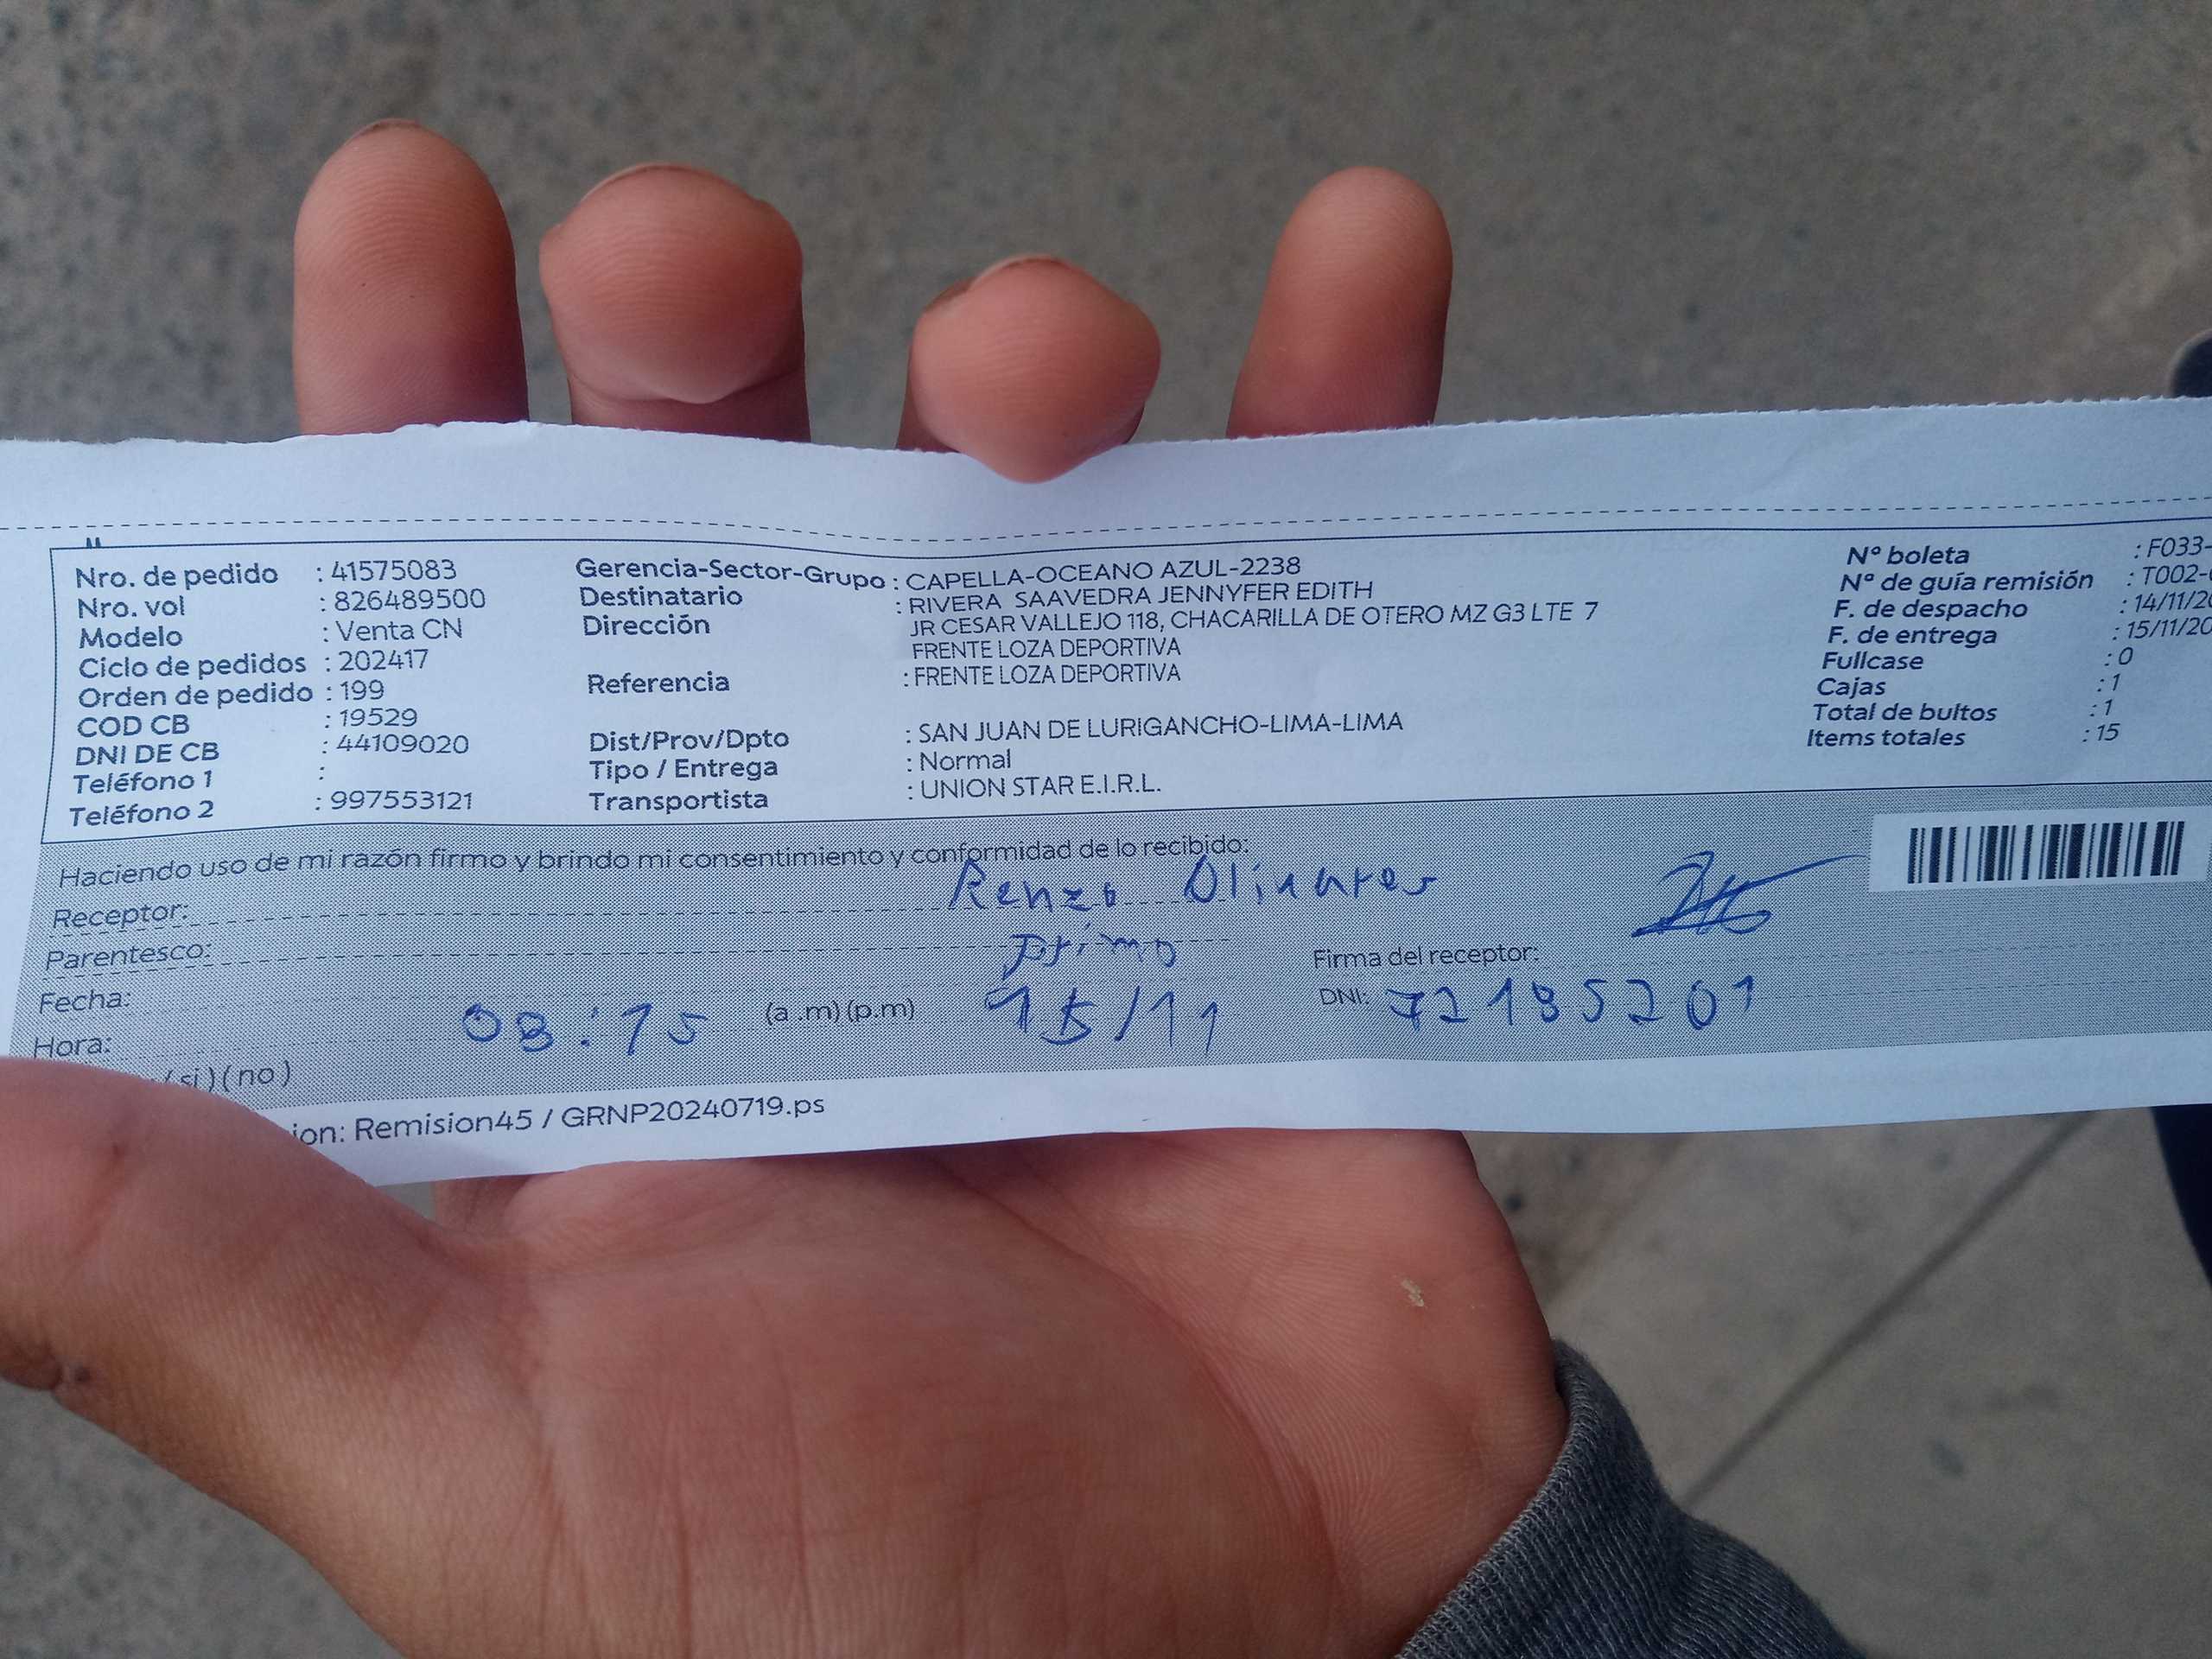 Nro. de pedido : 41575083
Nro. vol : 826489500
Modelo : Venta CN
Ciclo de pedidos : 202417
Orden de pedido : 199
COD CB : 19529
DNI DE CB : 44109020
Teléfono 1 :
Teléfono 2 : 997553121
Gerencia-Sector-Grupo : CAPELLA-OCEANO AZUL-2238
Destinatario : RIVERA SAAVEDRA JENNYFER EDITH
Dirección JR CESAR VALLEJO 118, CHACARILLA DE OTERO MZ G3 LTE 7
FRENTE LOZA DEPORTIVA
Referencia : FRENTE LOZA DEPORTIVA
Dist/Prov/Dpto : SAN JUAN DE LURIGANCHO-LIMA-LIMA
Tipo / Entrega : Normal
Transportista : UNION STAR E.I.R.L.
Nº boleta : F033-
Nº de guía remisión : T002-
F. de despacho : 14/11/20
F. de entrega : 15/11/20
Fullcase : 0
Cajas : 1
Total de bultos : 1
Items totales : 15
Haciendo uso de mi razón firmo y brindo mi consentimiento y conformidad de lo recibido:
Receptor: Renzo Olinares
Parentesco: primo
Firma del receptor:
Fecha: 15/11
DNI: 72185201
Hora: 08:15 (a .m) (p.m)
(si) (no)
ion: Remision45 / GRNP20240719.ps